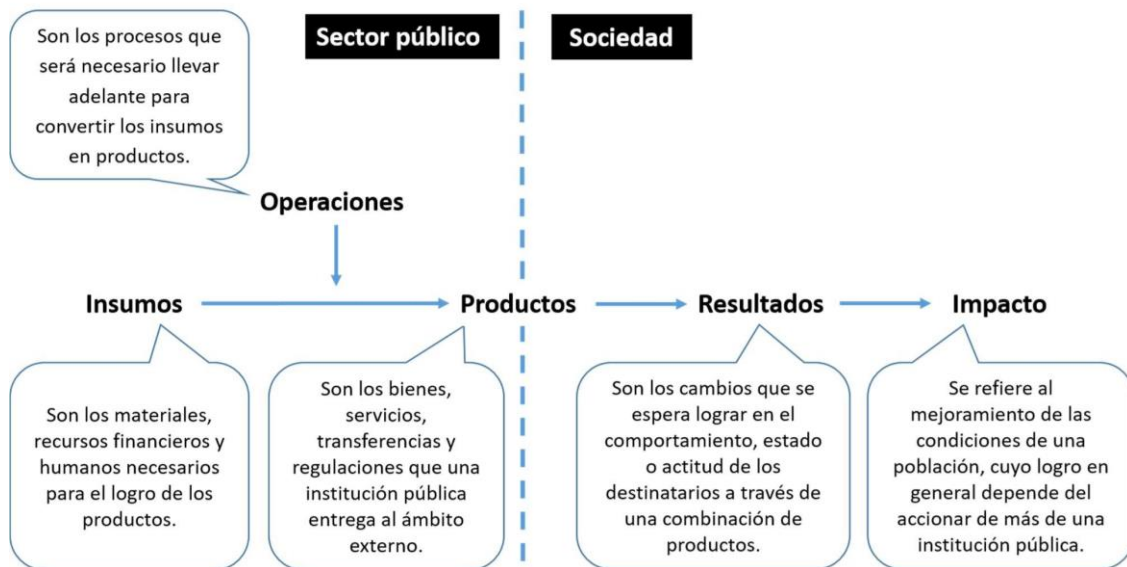 Son los procesos que
será necesario llevar
adelante para
convertir los insumos
en productos.
Sector público
Sociedad
Operaciones
Insumos
Productos
Resultados
Impacto
Son los materiales,
recursos financieros y
humanos necesarios
para el logro de los
productos.
Son los bienes,
servicios,
transferencias y
regulaciones que una
institución pública
entrega al ámbito
externo.
Son los cambios que se
espera lograr en el
comportamiento, estado
o actitud de los
destinatarios a través de
una combinación de
productos.
Se refiere al
mejoramiento de las
condiciones de una
población, cuyo logro en
general depende del
accionar de más de una
institución pública.